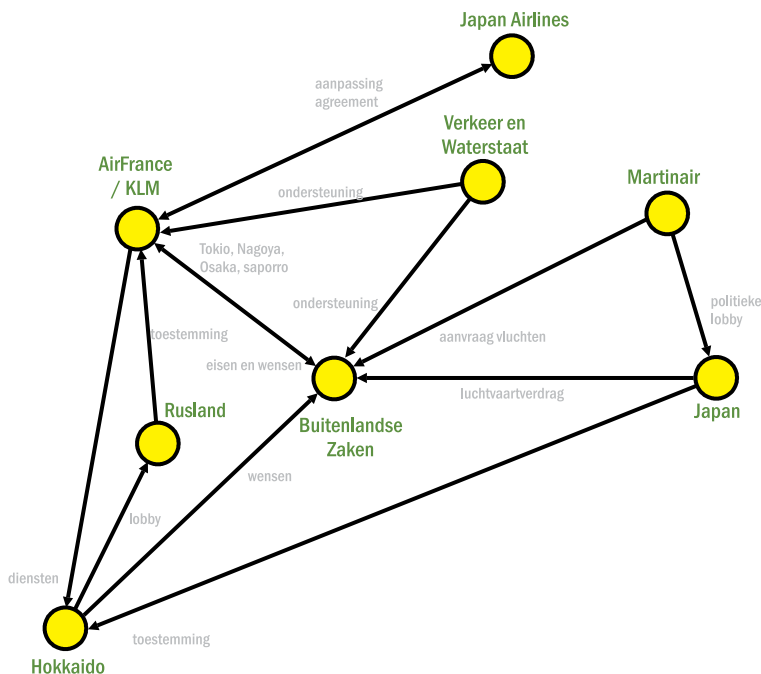 Japan Airlines
aanpassing
agreement
Verkeer en
Waterstaat
AirFrance
/ KLM
Martinair
ondersteuning
Tokio, Nagoya,
Osaka, saporro
ondersteuning
politieke
lobby
toestemming
aanvraag vluchten
eisen en wensen
luchtvaartverdrag
Rusland
Japan
Buitenlandse
Zaken
wensen
lobby
diensten
toestemming
Hokkaido